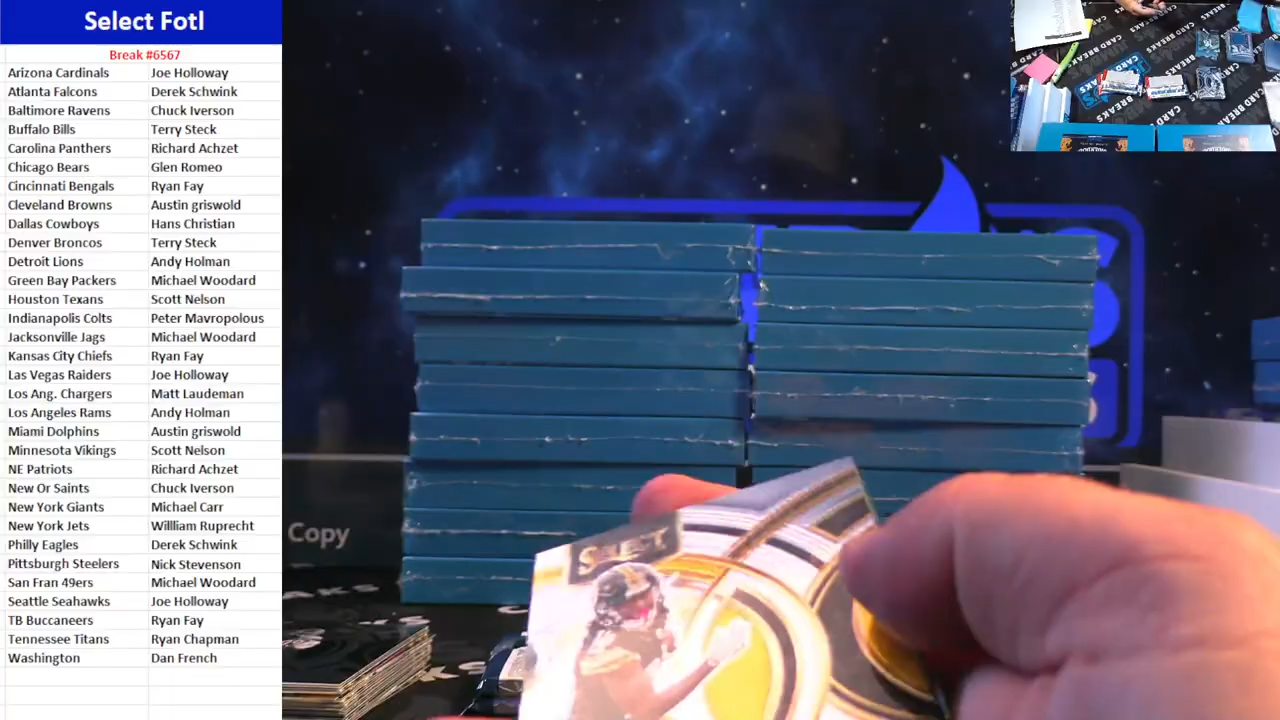 Select Fotl
Break #6567
Arizona Cardinals Joe Holloway
Atlanta Falcons Derek Schwink
Baltimore Ravens Chuck Iverson
Buffalo Bills Terry Steck
Carolina Panthers Richard Achzet
Chicago Bears Glen Romeo
Cincinnati Bengals Ryan Fay
Cleveland Browns Austin griswold
Dallas Cowboys Hans Christian
Denver Broncos Terry Steck
Detroit Lions Andy Holman
Green Bay Packers Michael Woodard
Houston Texans Scott Nelson
Indianapolis Colts Peter Mavropolous
Jacksonville Jags Michael Woodard
Kansas City Chiefs Ryan Fay
Las Vegas Raiders Joe Holloway
Los Ang. Chargers Matt Laudeman
Los Angeles Rams Andy Holman
Miami Dolphins Austin griswold
Minnesota Vikings Scott Nelson
NE Patriots Richard Achzet
New Or Saints Chuck Iverson
New York Giants Michael Carr
New York Jets Willliam Ruprecht
Philly Eagles Derek Schwink
Pittsburgh Steelers Nick Stevenson
San Fran 49ers Michael Woodard
Seattle Seahawks Joe Holloway
TB Buccaneers Ryan Fay
Tennessee Titans Ryan Chapman
Washington Dan French
Copy
SELECT
CARD BREAKS